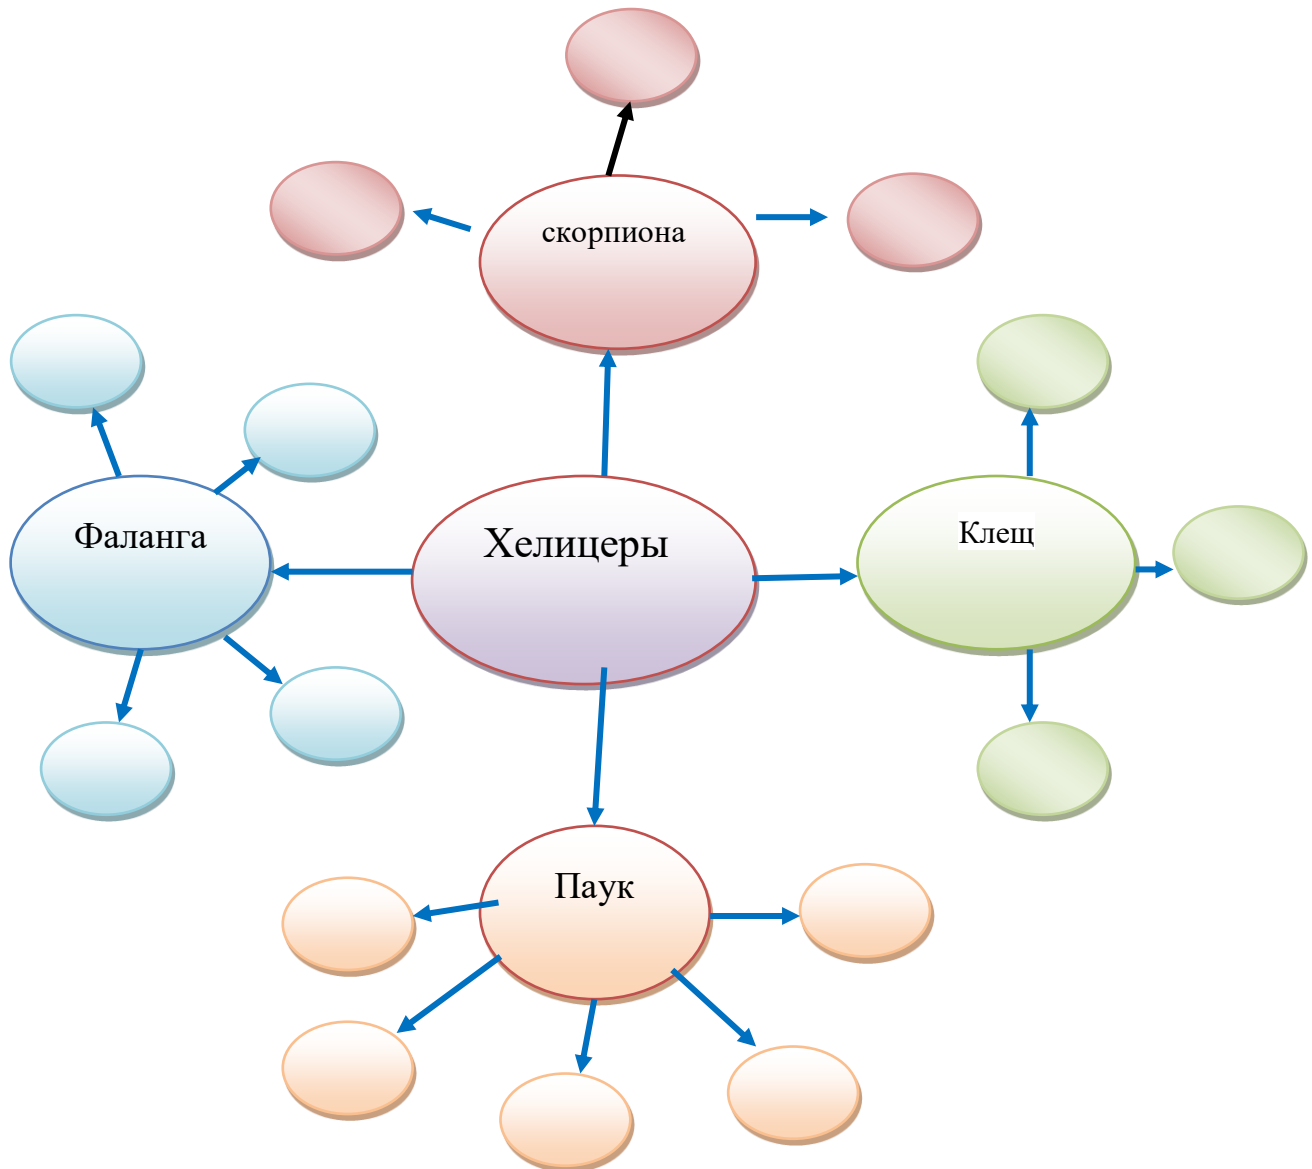 скорпиона
Фаланга
Хелицеры
Клещ
Паук